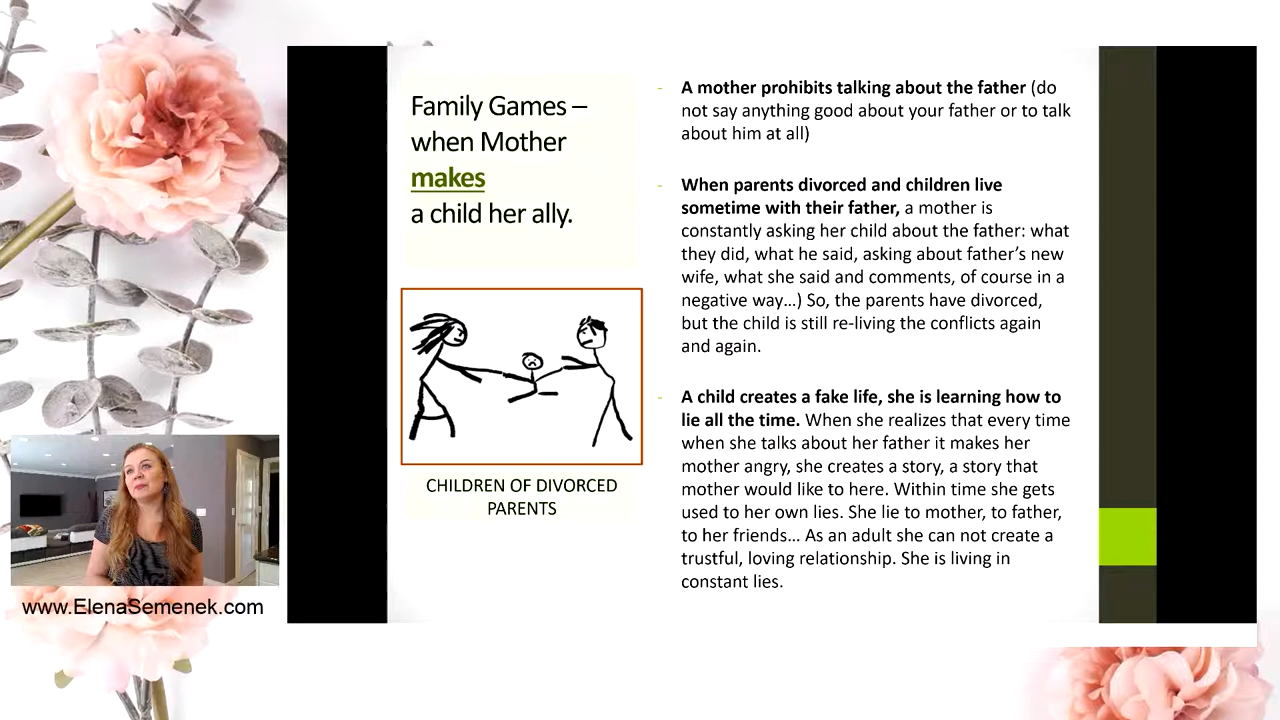 Family Games –
when Mother
makes
a child her ally.
CHILDREN OF DIVORCED
PARENTS
- A mother prohibits talking about the father (do
not say anything good about your father or to talk
about him at all)
- When parents divorced and children live
sometime with their father, a mother is
constantly asking her child about the father: what
they did, what he said, asking about father’s new
wife, what she said and comments, of course in a
negative way…) So, the parents have divorced,
but the child is still re-living the conflicts again
and again.
- A child creates a fake life, she is learning how to
lie all the time. When she realizes that every time
when she talks about her father it makes her
mother angry, she creates a story, a story that
mother would like to here. Within time she gets
used to her own lies. She lie to mother, to father,
to her friends… As an adult she can not create a
trustful, loving relationship. She is living in
constant lies.
www.ElenaSemenek.com